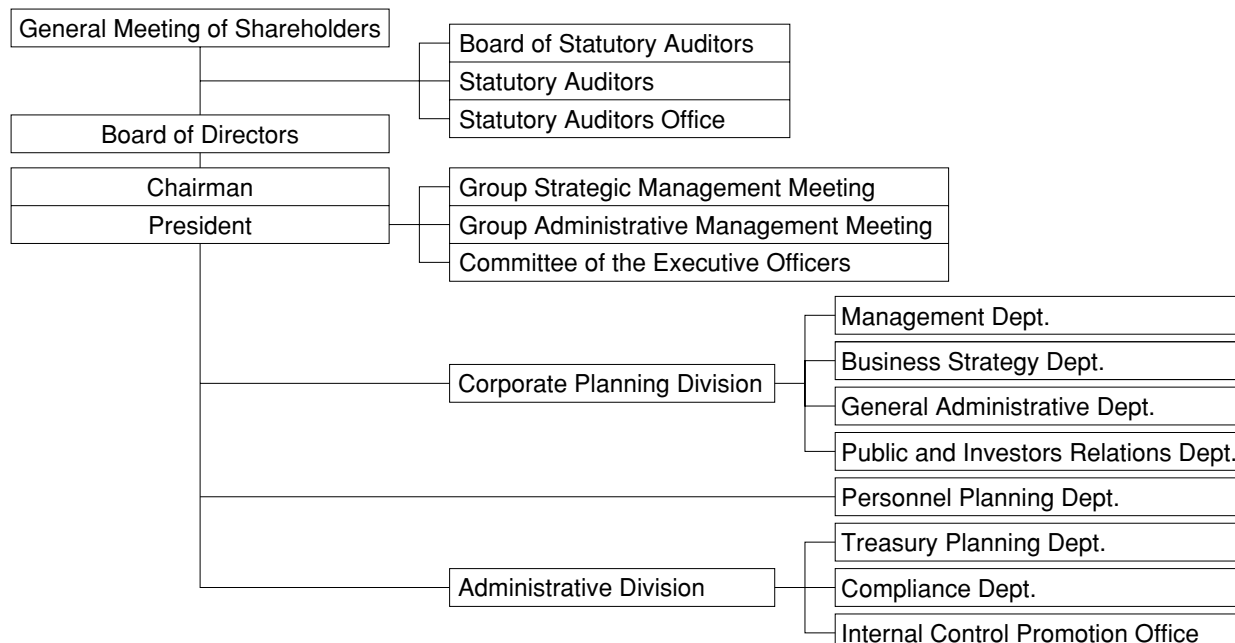 General Meeting of Shareholders
Board of Statutory Auditors
Statutory Auditors
Statutory Auditors Office
Board of Directors
Chairman
President
Group Strategic Management Meeting
Group Administrative Management Meeting
Committee of the Executive Officers
Corporate Planning Division
Management Dept.
Business Strategy Dept.
General Administrative Dept.
Public and Investors Relations Dept.
Personnel Planning Dept.
Administrative Division
Treasury Planning Dept.
Compliance Dept.
Internal Control Promotion Office